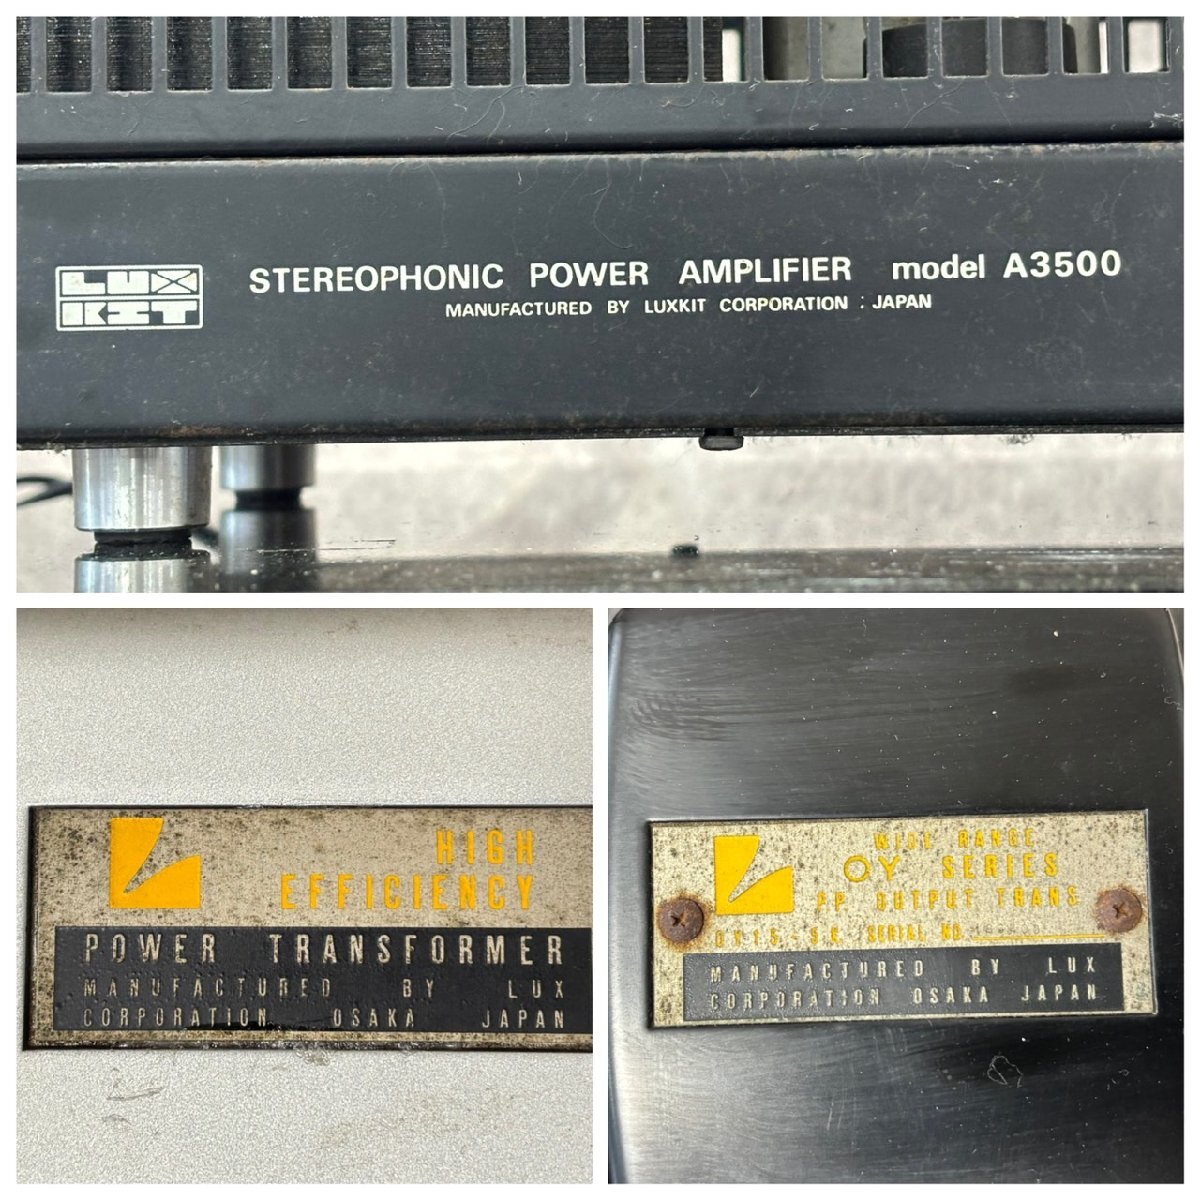 LUX
KIT
STEREOPHONIC POWER AMPLIFIER model A3500
MANUFACTURED BY LUXKIT CORPORATION : JAPAN
HIGH
EFFICIENCY
POWER TRANSFORMER
MANUFACTURED BY LUX
CORPORATION OSAKA JAPAN
WIDE RANGE
OY SERIES
PP OUTPUT TRANS
SERIAL NO.
MANUFACTURED BY LUX
CORPORATION OSAKA JAPAN